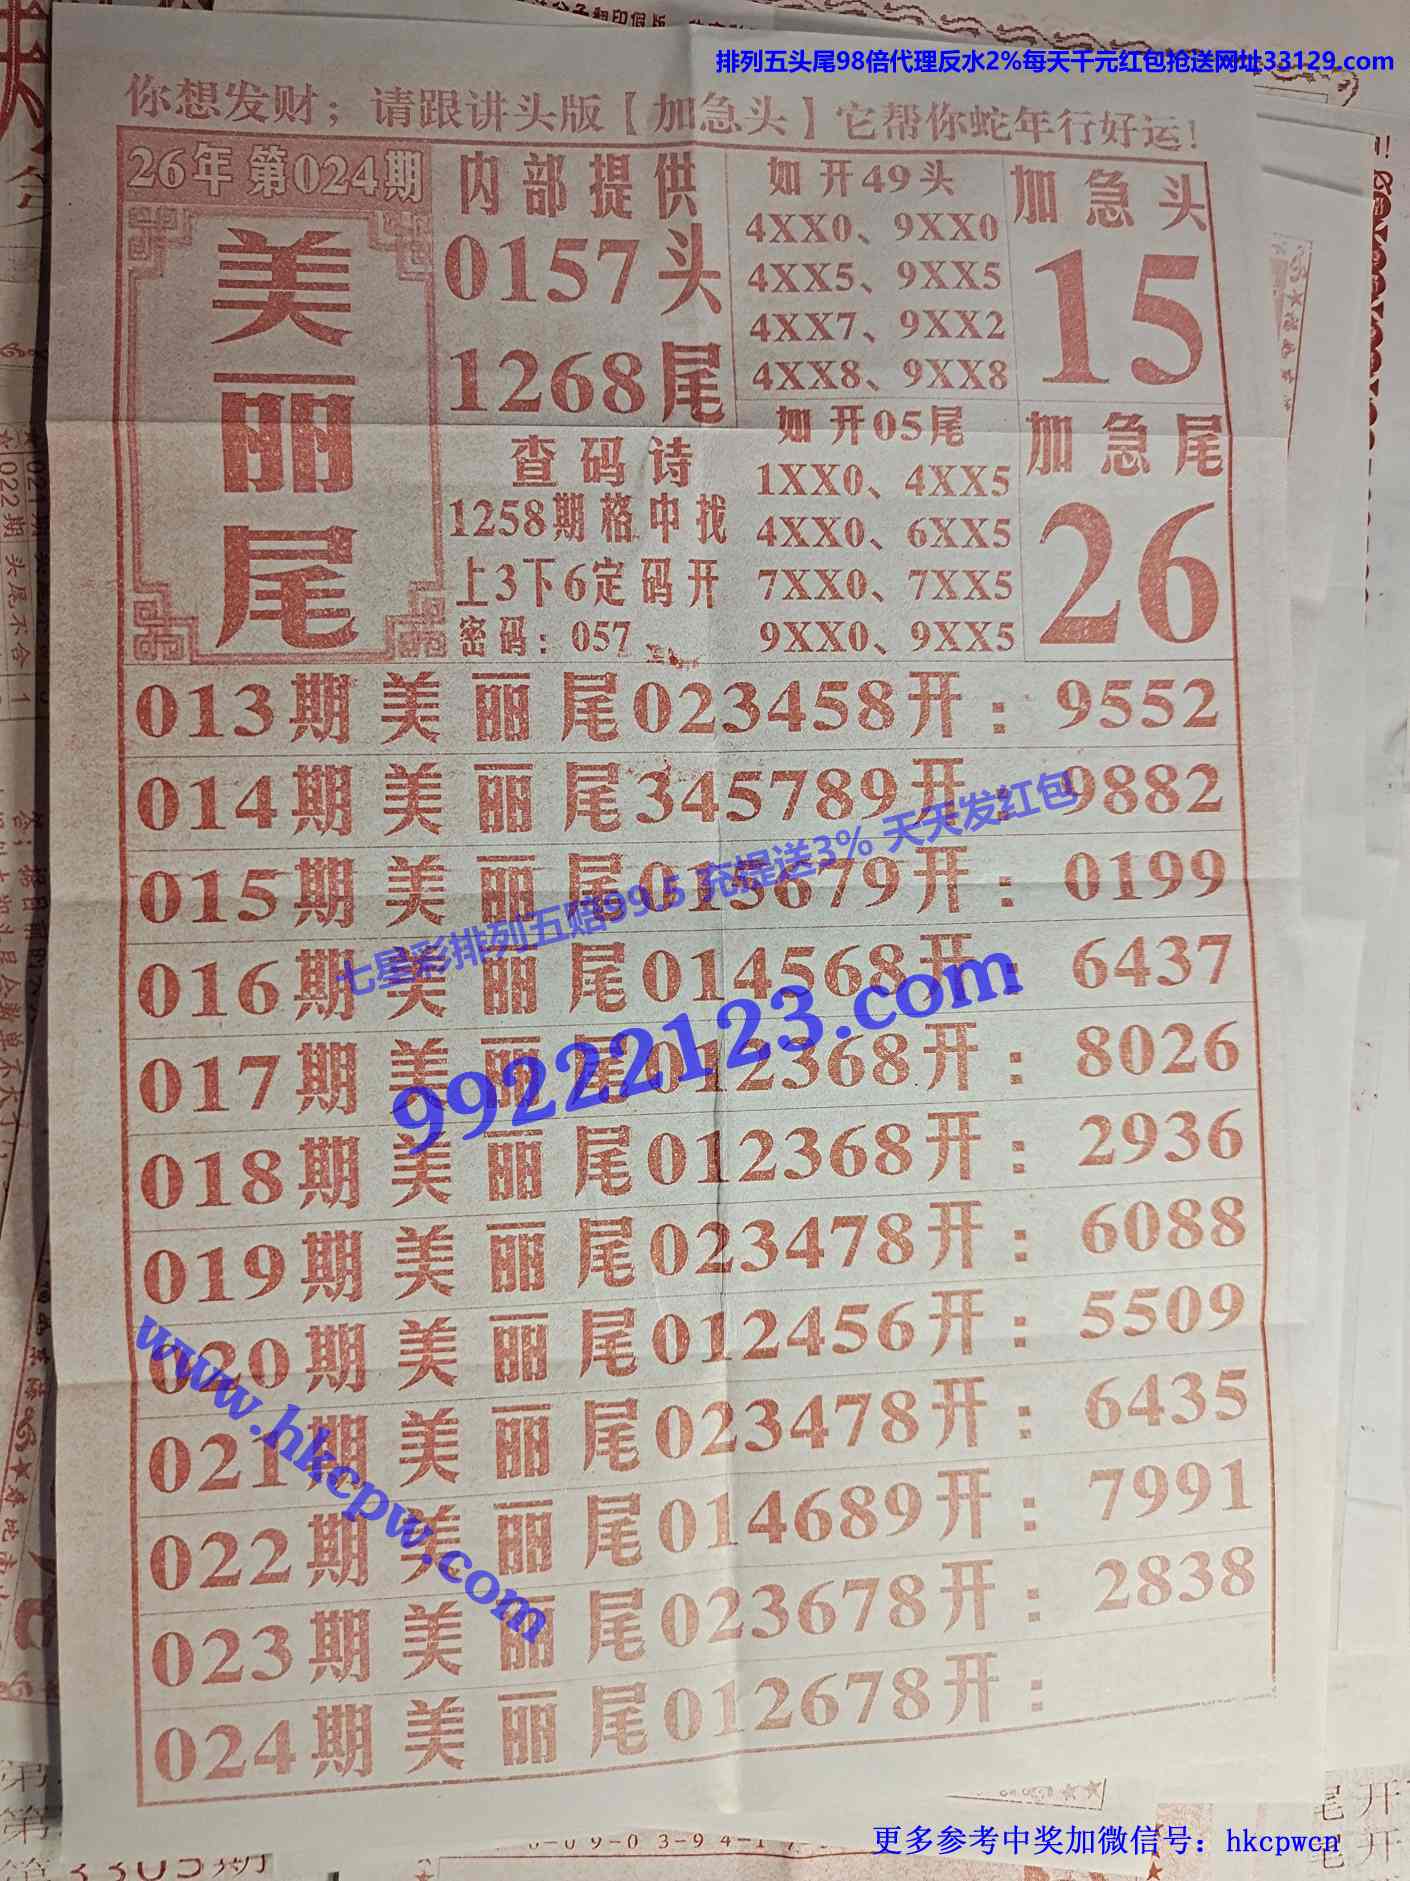 排列五头尾98倍代理反水2%每天千元红包抢送网址33129.com
你想发财；请跟讲头版【加急头】它帮你蛇年行好运！
26年 第024期
美丽尾
内部提供
0157头
1268尾
查码诗
1258期格中找
上3下6定码开
密码：057
如开49头
4XX0、9XX0
4XX5、9XX5
4XX7、9XX2
4XX8、9XX8
如开05尾
1XX0、4XX5
4XX0、6XX5
7XX0、7XX5
9XX0、9XX5
加急头
15
加急尾
26
013期美丽尾023458开：9552
014期美丽尾345789开：9882
015期美丽尾015679开：0199
016期美丽尾014568开：6437
017期美丽尾012368开：8026
018期美丽尾012368开：2936
019期美丽尾023478开：6088
020期美丽尾012456开：5509
021期美丽尾023478开：6435
022期美丽尾014689开：7991
023期美丽尾023678开：2838
024期美丽尾012678开：
七星彩排列五赔99.5 充提送3% 天天发红包
99222123.com
www.hkcpw.com
022期头尾不合1
尾开
尾开
更多参考中奖加微信号：hkcpwcn